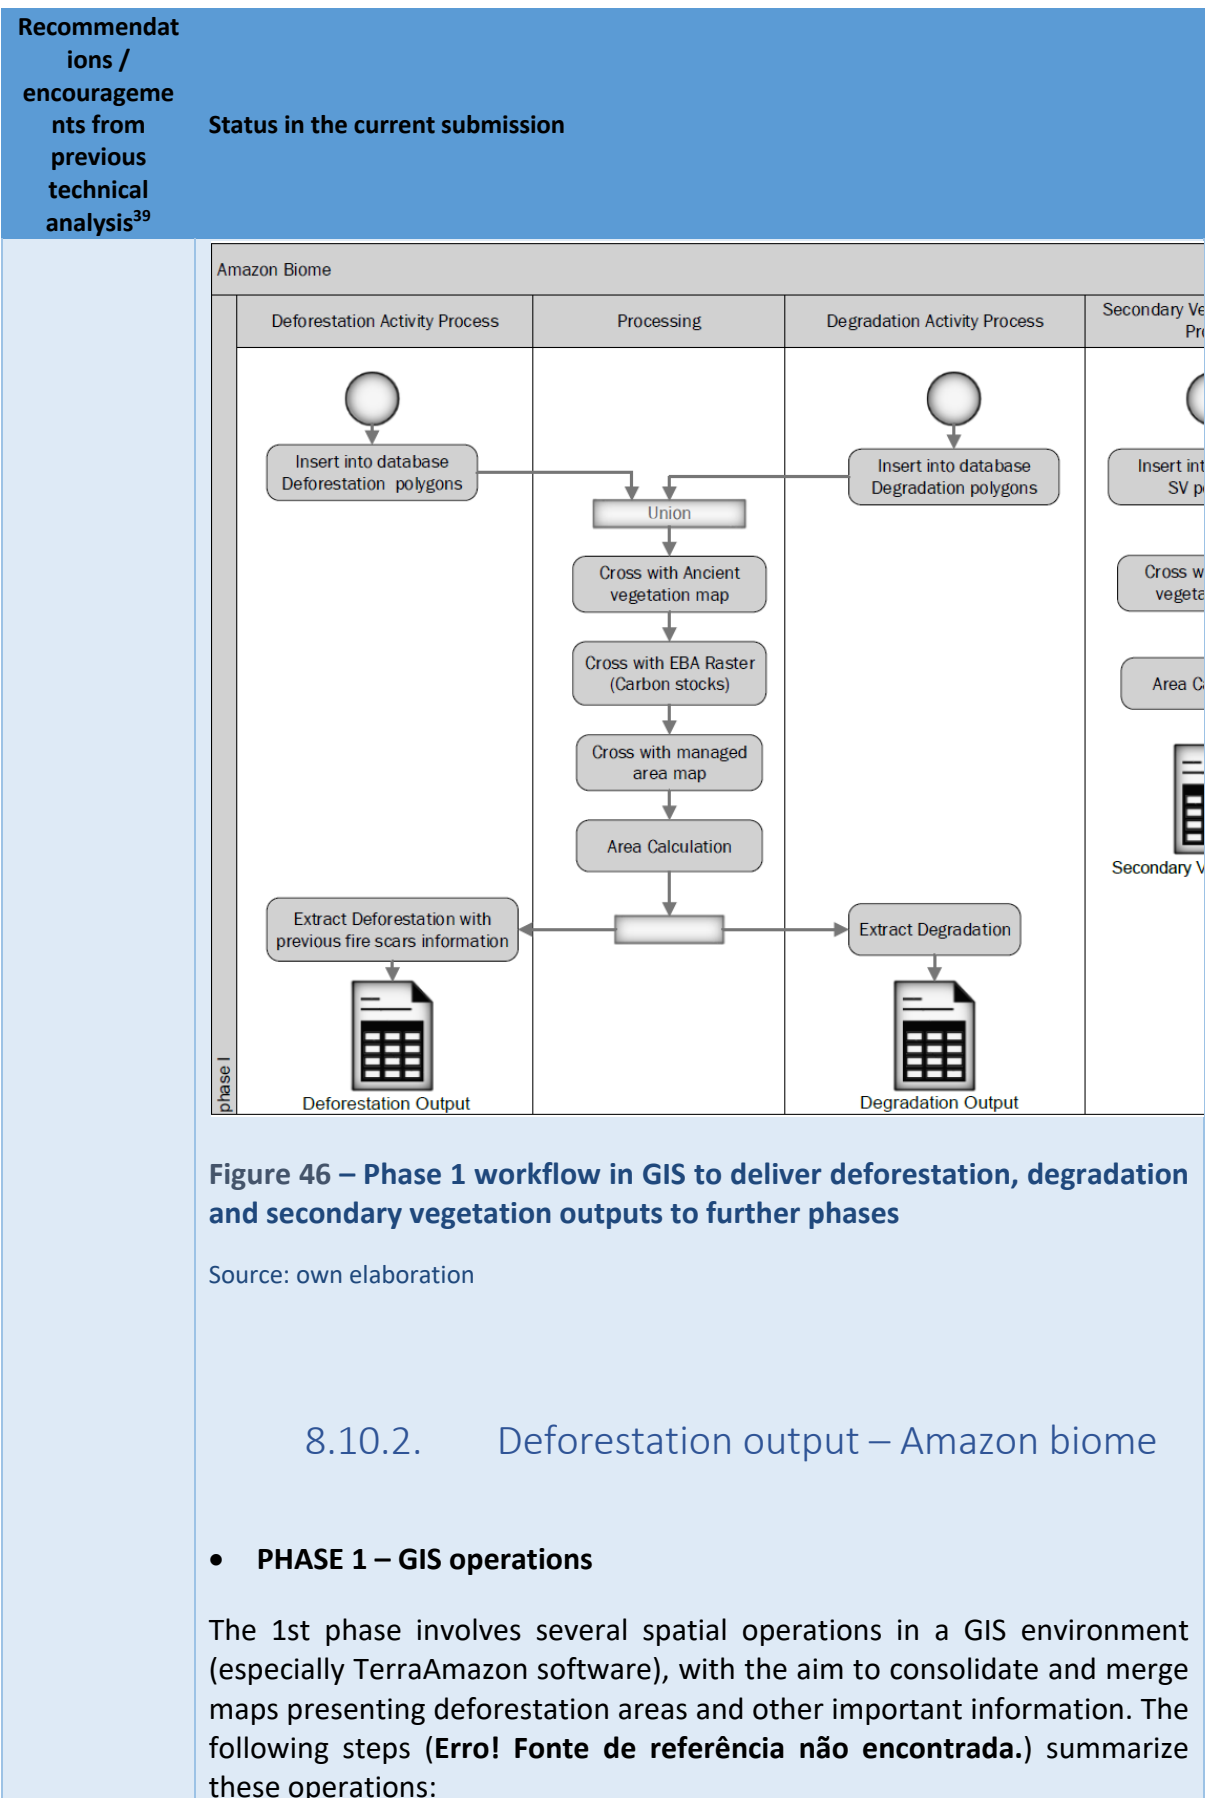 Recommendat
ions /
encourageme
nts from
previous
technical
analysis39
Status in the current submission
Amazon Biome
Deforestation Activity Process
Processing
Degradation Activity Process
Secondary Ve
Pro
Insert into database
Deforestation polygons
Insert into database
Degradation polygons
Insert int
SV p
Union
Cross with Ancient
vegetation map
Cross w
vegeta
Cross with EBA Raster
(Carbon stocks)
Area C
Cross with managed
area map
Area Calculation
Secondary V
Extract Deforestation with
previous fire scars information
Extract Degradation
phase I
Deforestation Output
Degradation Output
Figure 46 – Phase 1 workflow in GIS to deliver deforestation, degradation
and secondary vegetation outputs to further phases
Source: own elaboration
8.10.2. Deforestation output – Amazon biome
• PHASE 1 – GIS operations
The 1st phase involves several spatial operations in a GIS environment
(especially TerraAmazon software), with the aim to consolidate and merge
maps presenting deforestation areas and other important information. The
following steps (Erro! Fonte de referência não encontrada.) summarize
these operations: